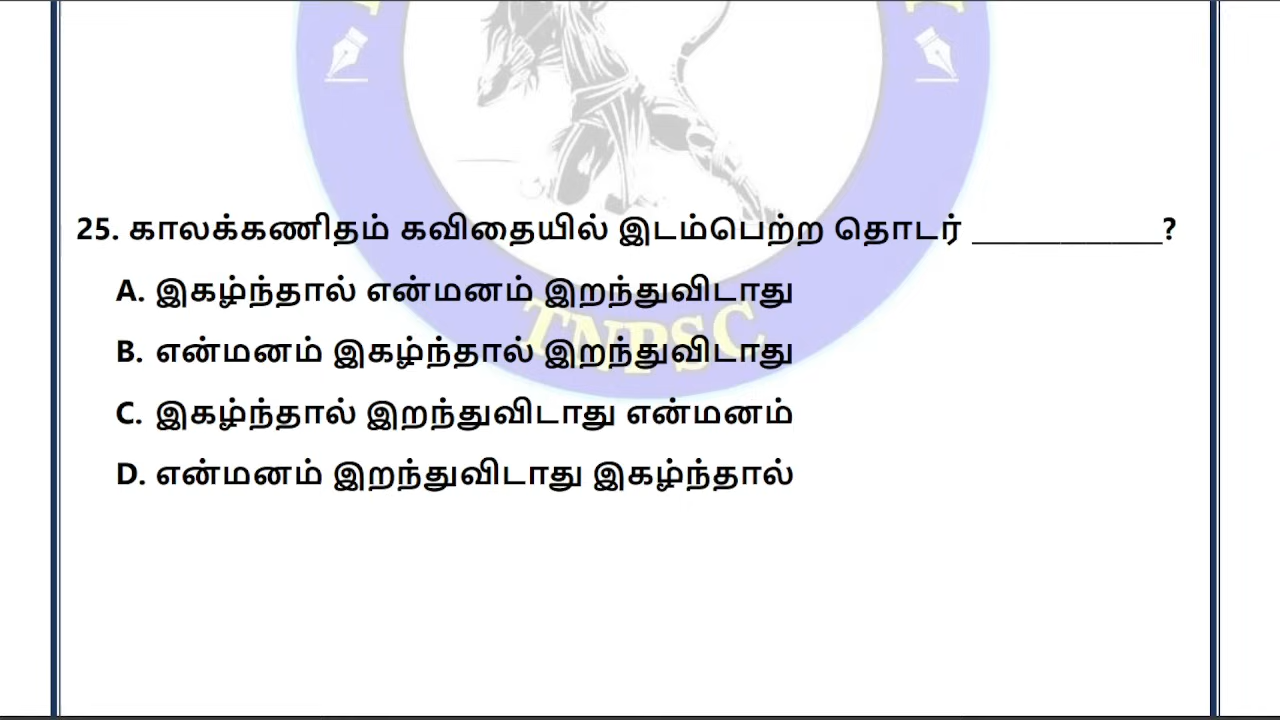 25. காலக்கணிதம் கவிதையில் இடம்பெற்ற தொடர் _____________?
A. இகழ்ந்தால் என்மனம் இறந்துவிடாது
B. என்மனம் இகழ்ந்தால் இறந்துவிடாது
C. இகழ்ந்தால் இறந்துவிடாது என்மனம்
D. என்மனம் இறந்துவிடாது இகழ்ந்தால்
TNPSC